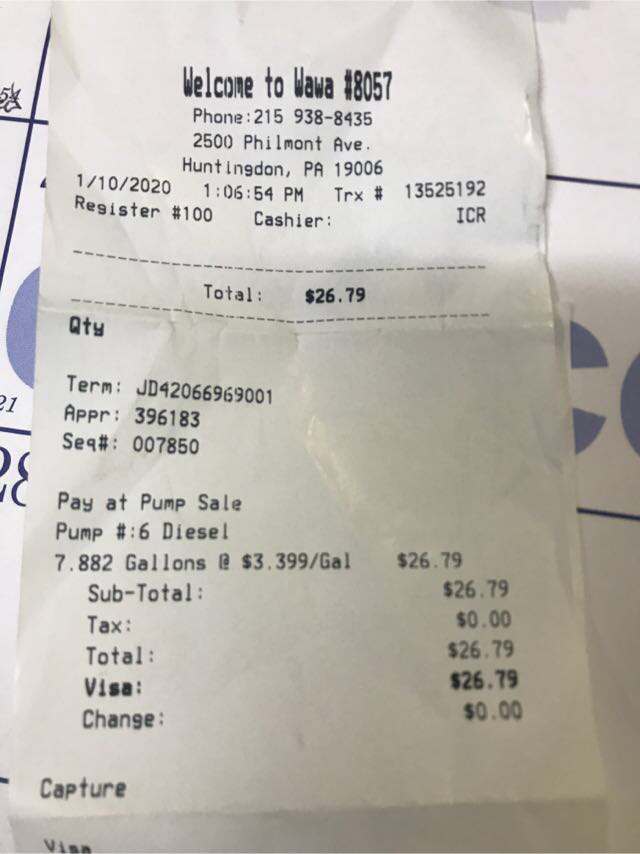 Welcome to Wawa #8057
Phone:215 938-8435
2500 Philmont Ave.
Huntingdon, PA 19006
1/10/2020 1:06:54 PM Trx # 13525192
Register #100 Cashier: ICR
Total: $26.79
Qty
Term: JD42066969001
Appr: 396183
Seq#: 007850
Pay at Pump Sale
Pump #:6 Diesel
7.882 Gallons @ $3.399/Gal $26.79
Sub-Total: $26.79
Tax: $0.00
Total: $26.79
Visa: $26.79
Change: $0.00
Capture
Visa
21
28